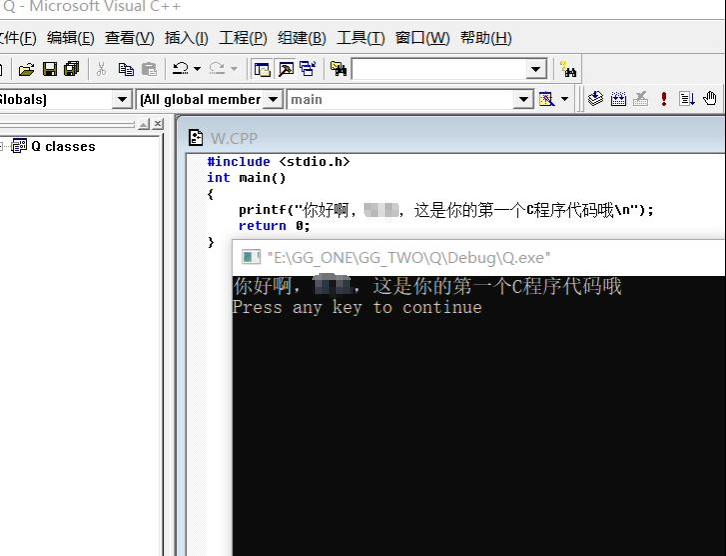 Q - Microsoft Visual C++
文件(F) 编辑(E) 查看(V) 插入(I) 工程(P) 组建(B) 工具(T) 窗口(W) 帮助(H)
Globals) [All global member main
Q classes
W.CPP
#include <stdio.h>
int main()
{
printf("你好啊, ，这是你的第一个C程序代码哦\n");
return 0;
}
"E:\GG_ONE\GG_TWO\Q\Debug\Q.exe"
你好啊, ，这是你的第一个C程序代码哦
Press any key to continue